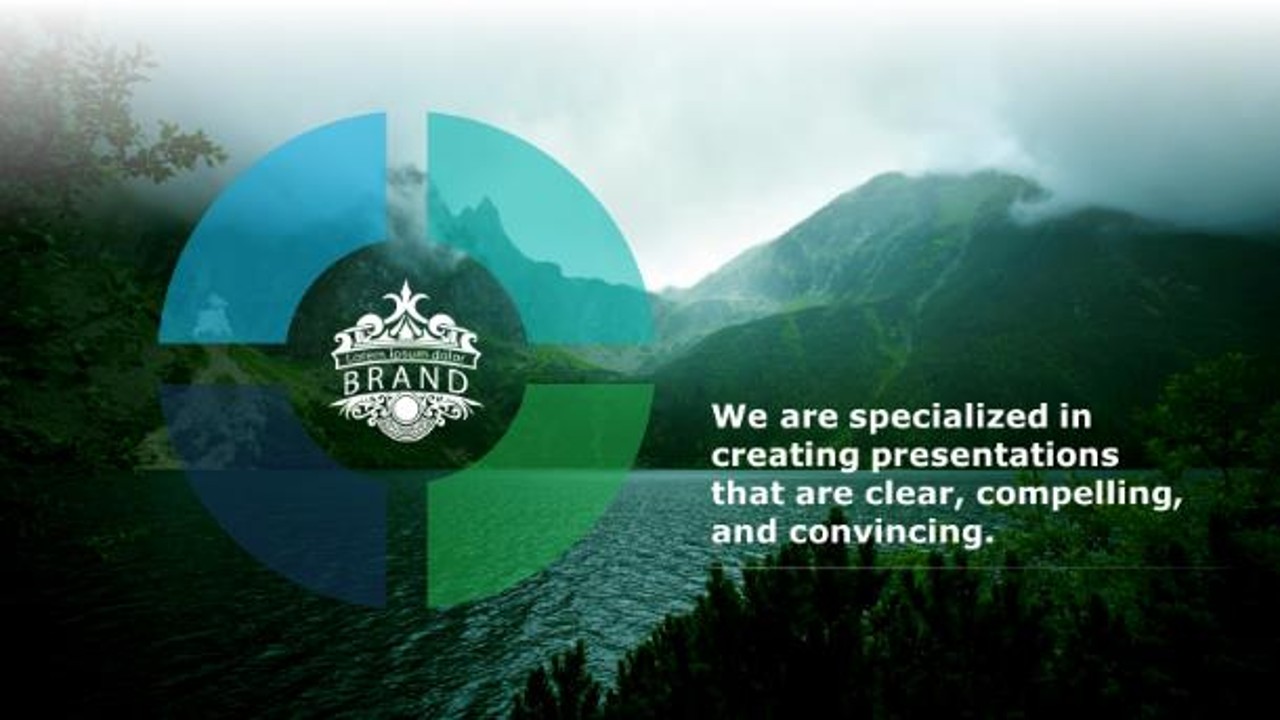 Lorem ipsum dolor
BRAND
We are specialized in
creating presentations
that are clear, compelling,
and convincing.